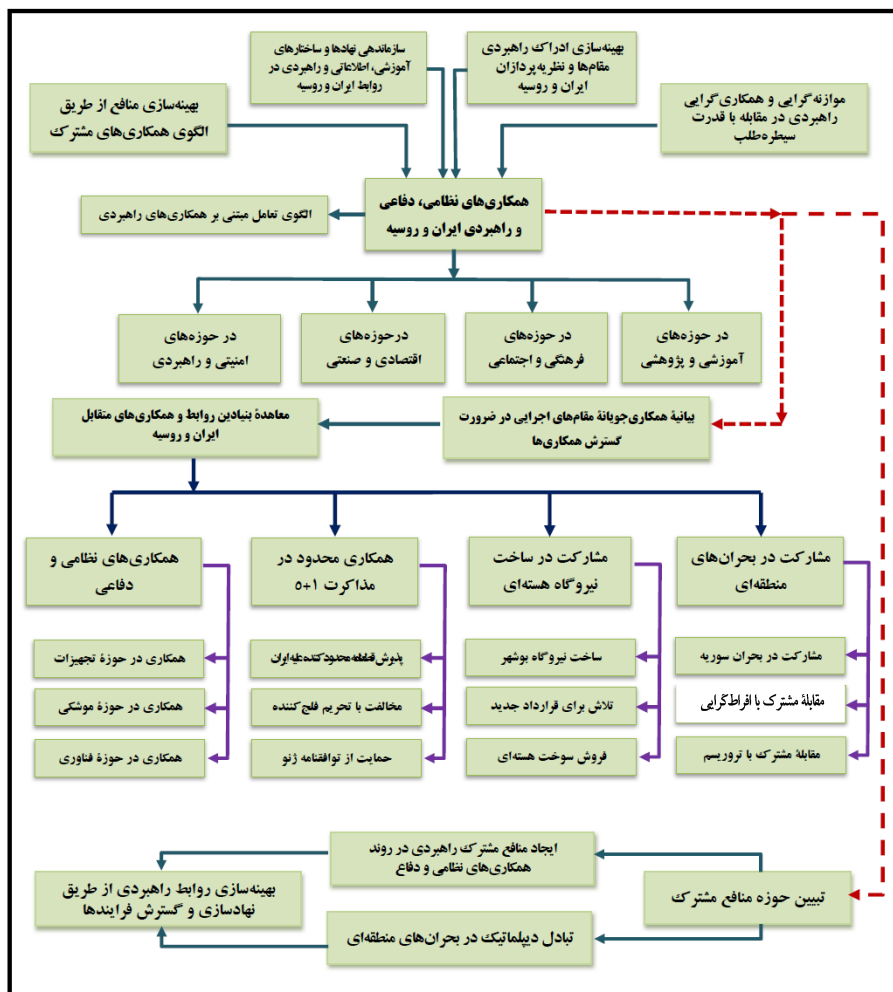 بهینه‌سازی ادراک راهبردی
مقام‌ها و نظریه‌پردازان
ایران و روسیه
سازماندهی نهادها و ساختارهای
آموزشی، اطلاعاتی و راهبردی در
روابط ایران و روسیه
موازنه‌گرایی و همکاری‌گرایی
راهبردی در مقابله با قدرت
سیطره‌طلب
بهینه‌سازی منافع از طریق
الگوی همکاری‌های مشترک
همکاری‌های نظامی، دفاعی
و راهبردی ایران و روسیه
الگوی تعامل مبتنی بر همکاری‌های راهبردی
در حوزه‌های
آموزشی و پژوهشی
در حوزه‌های
فرهنگی و اجتماعی
درحوزه‌های
اقتصادی و صنعتی
در حوزه‌های
امنیتی و راهبردی
بیانیهٔ همکاری‌جویانهٔ مقام‌های اجرایی در ضرورت
گسترش همکاری‌ها
معاهدهٔ بنیادین روابط و همکاری‌های متقابل
ایران و روسیه
مشارکت در بحران‌های
منطقه‌ای
مشارکت در ساخت
نیروگاه هسته‌ای
همکاری محدود در
مذاکرت ۱+۵
همکاری‌های نظامی و
دفاعی
مشارکت در بحران سوریه
مقابلهٔ مشترک با افراط‌گرایی
مقابلهٔ مشترک با تروریسم
ساخت نیروگاه بوشهر
تلاش برای قرارداد جدید
فروش سوخت هسته‌ای
پذیرش قطعنامه محدودکننده علیه ایران
مخالفت با تحریم فلج‌کننده
حمایت از توافقنامه ژنو
همکاری در حوزهٔ تجهیزات
همکاری در حوزهٔ موشکی
همکاری در حوزهٔ فناوری
تبیین حوزه منافع مشترک
ایجاد منافع مشترک راهبردی در روند
همکاری‌های نظامی و دفاع
تبادل دیپلماتیک در بحران‌های منطقه‌ای
بهینه‌سازی روابط راهبردی از طریق
نهادسازی و گسترش فرایندها